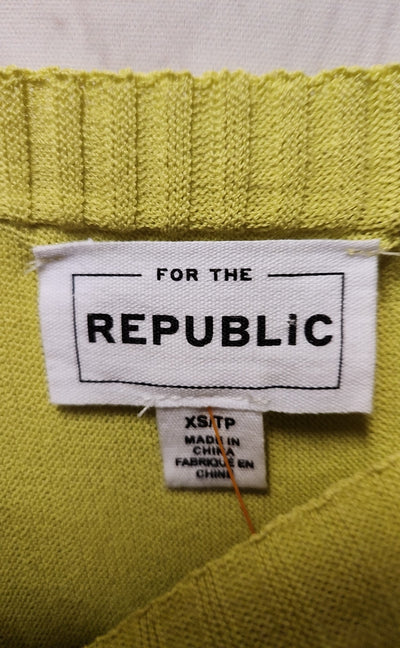 FOR THE
REPUBLiC
XS/TP
MADE IN
CHINA
FABRIQUÉ EN
CHINE